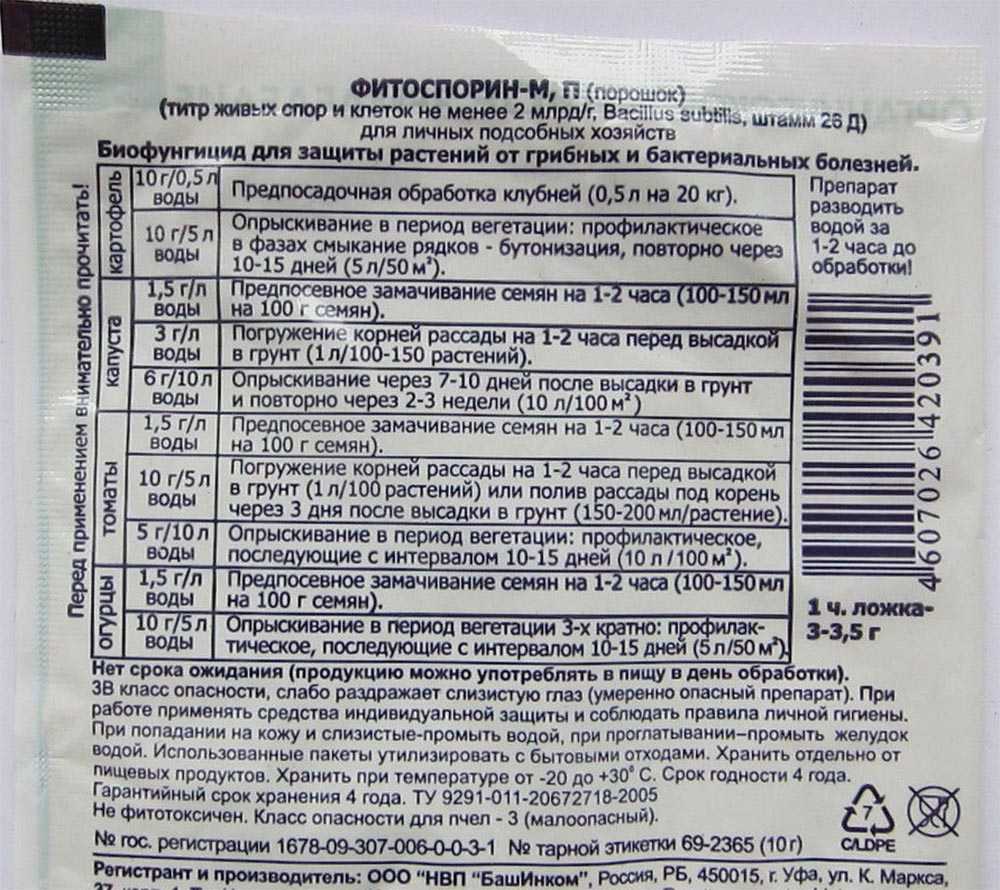 ФИТОСПОРИН-М, П (порошок)
(титр живых спор и клеток не менее 2 млрд/г, Bacillus subtilis, штамм 26 Д)
для личных подсобных хозяйств
Биофунгицид для защиты растений от грибных и бактериальных болезней.
Перед применением внимательно прочитать!
картофель
10 г/0,5 л
воды
Предпосадочная обработка клубней (0,5 л на 20 кг).
10 г/5 л
воды
Опрыскивание в период вегетации: профилактическое
в фазах смыкание рядков - бутонизация, повторно через
10-15 дней (5 л/50 м²).
капуста
1,5 г/л
воды
Предпосевное замачивание семян на 1-2 часа (100-150 мл
на 100 г семян).
3 г/л
воды
Погружение корней рассады на 1-2 часа перед высадкой
в грунт (1 л/100-150 растений).
6 г/10 л
воды
Опрыскивание через 7-10 дней после высадки в грунт
и повторно через 2-3 недели (10 л/100 м²)
томаты
1,5 г/л
воды
Предпосевное замачивание семян на 1-2 часа (100-150 мл
на 100 г семян).
10 г/5 л
воды
Погружение корней рассады на 1-2 часа перед высадкой
в грунт (1 л/100 растений) или полив рассады под корень
через 3 дня после высадки в грунт (150-200 мл/растение).
5 г/10 л
воды
Опрыскивание в период вегетации: профилактическое,
последующие с интервалом 10-15 дней (10 л/100 м²).
огурцы
1,5 г/л
воды
Предпосевное замачивание семян на 1-2 часа (100-150 мл
на 100 г семян).
10 г/5 л
воды
Опрыскивание в период вегетации 3-х кратно: профилак-
тическое, последующие с интервалом 10-15 дней (5 л/50 м²).
Препарат
разводить
водой за
1-2 часа до
обработки!
4607026420391
1 ч. ложка-
3-3,5 г
Нет срока ожидания (продукцию можно употреблять в пищу в день обработки).
3В класс опасности, слабо раздражает слизистую глаз (умеренно опасный препарат). При
работе применять средства индивидуальной защиты и соблюдать правила личной гигиены.
При попадании на кожу и слизистые-промыть водой, при проглатывании–промыть желудок
водой. Использованные пакеты утилизировать с бытовыми отходами. Хранить отдельно от
пищевых продуктов. Хранить при температуре от -20 до +30° С. Срок годности 4 года.
Гарантийный срок хранения 4 года. ТУ 9291-011-20672718-2005
Не фитотоксичен. Класс опасности для пчел - 3 (малоопасный).
7
C/LDPE
№ гос. регистрации 1678-09-307-006-0-0-3-1 № тарной этикетки 69-2365 (10 г)
Регистрант и производитель: ООО "НВП "БашИнком", Россия, РБ, 450015, г. Уфа, ул. К. Маркса,